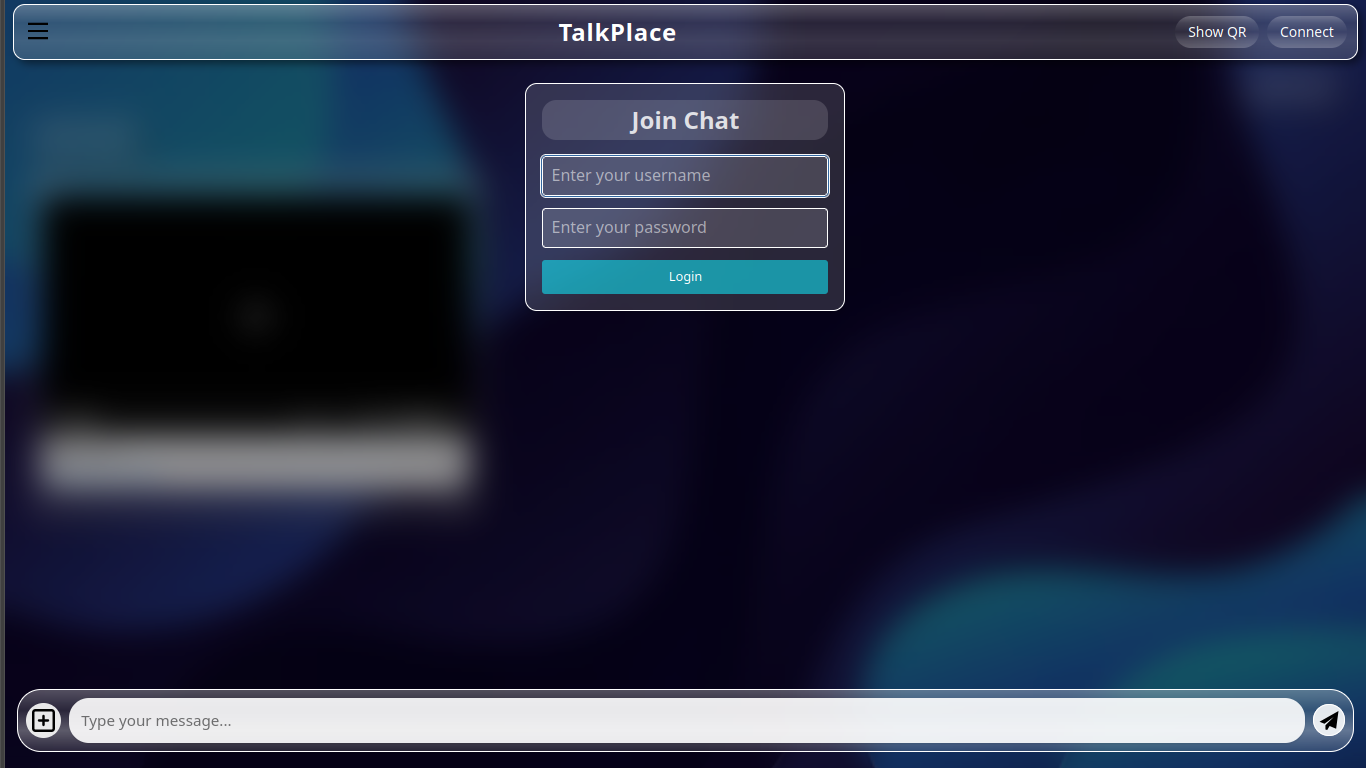 TalkPlace
Show QR
Connect
Join Chat
Enter your username
Enter your password
Login
Type your message...